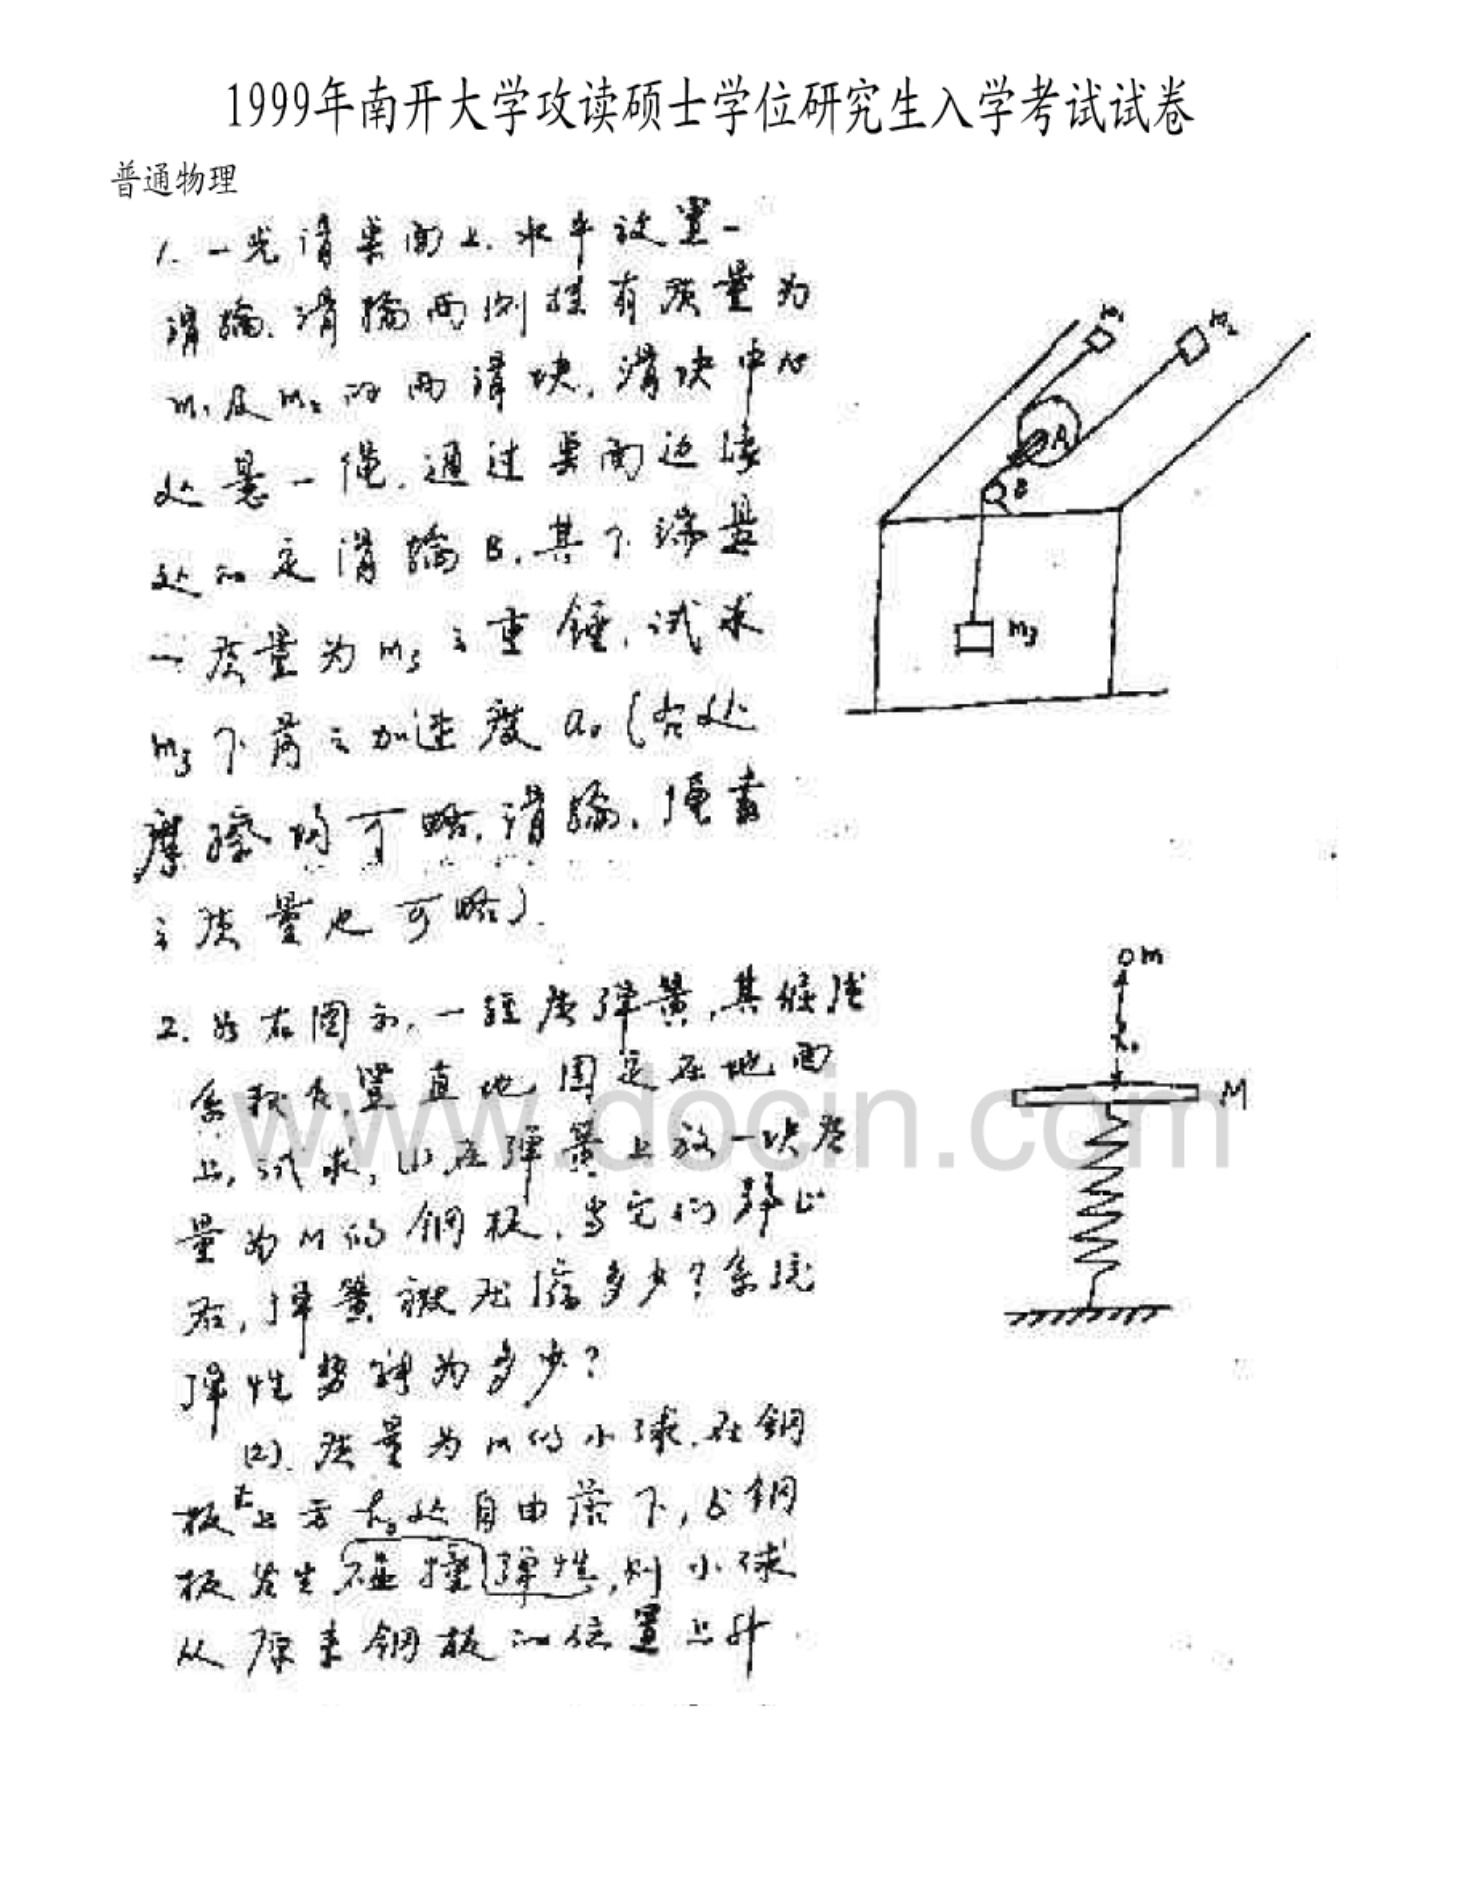 1999年南开大学攻读硕士学位研究生入学考试试卷
普通物理
1. 一光滑桌面上. 水平放置一
滑轮. 滑轮两侧挂有质量为
m₁及m₂的两滑块, 滑块中心
处悬一绳, 通过桌面边缘
处的定滑轮B, 其下端悬
一质量为m₃之重锤, 试求
m₃下落之加速度a₀ (各处
摩擦均可略, 滑轮、绳索
之质量也可略).
m₁
m₂
A
B
m₃
2. 如右图示, 一轻质弹簧, 其倔强
系数k, 竖直地固定在地面
上, 试求, (1) 在弹簧上放一块质
量为M的钢板, 当它们静止
后, 弹簧被压缩多少? 系统
弹性势能为多少?
(2). 质量为m的小球, 在钢
板上方h₀处自由落下, 与钢
板发生碰撞弹性, 则小球
从原来钢板的位置上升
m
h₀
M
www.docin.com